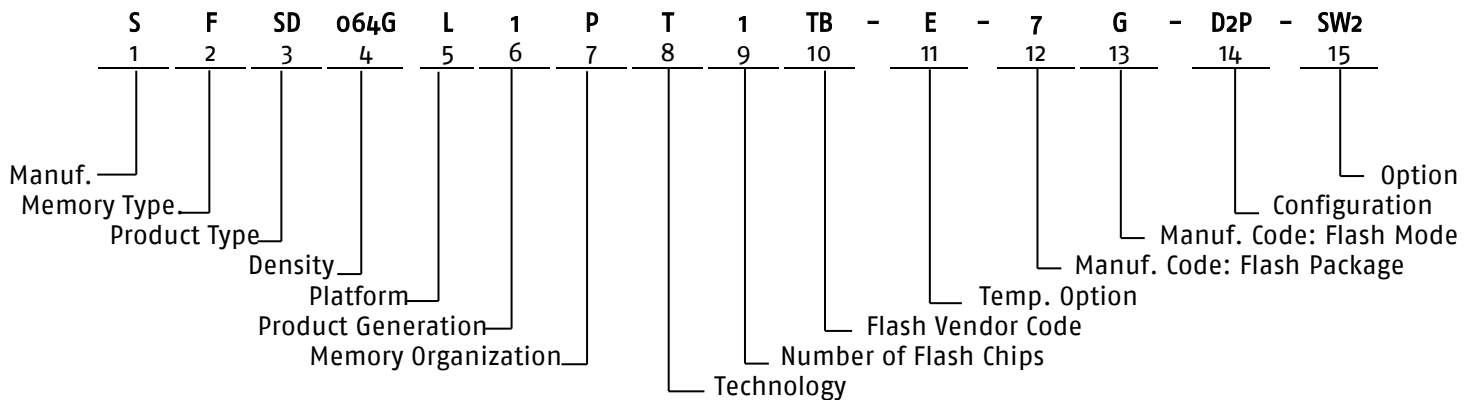 S F SD 064G L 1 P T 1 TB – E – 7 G – D2P – SW2
1 2 3 4 5 6 7 8 9 10 11 12 13 14 15
Manuf. Option
Memory Type. Configuration
Product Type Manuf. Code: Flash Mode
Density Manuf. Code: Flash Package
Platform Temp. Option
Product Generation Flash Vendor Code
Memory Organization Number of Flash Chips
Technology